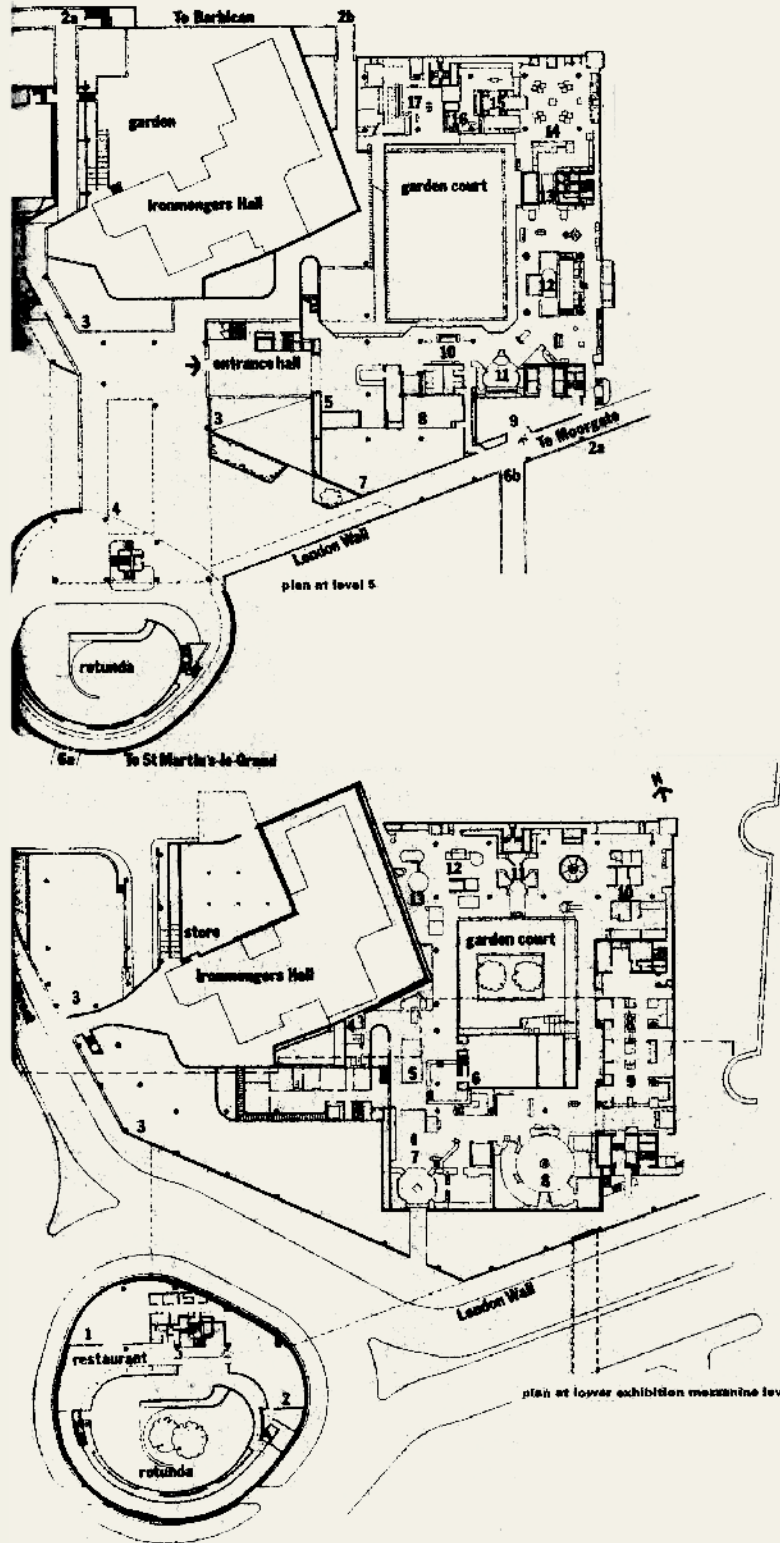 2a
To Barbican
2b
garden
Ironmongers Hall
17
16
15
14
garden court
13
12
3
entrance hall
10
11
5
3
8
9
To Moorgate
2a
7
6b
4
London Wall
plan at level 5
rotunda
6a
To St Martin's-le-Grand
N
12
11
13
10
store
garden court
Ironmongers Hall
3
5
6
9
3
7
8
London Wall
1
restaurant
2
plan at lower exhibition mezzanine lev
rotunda